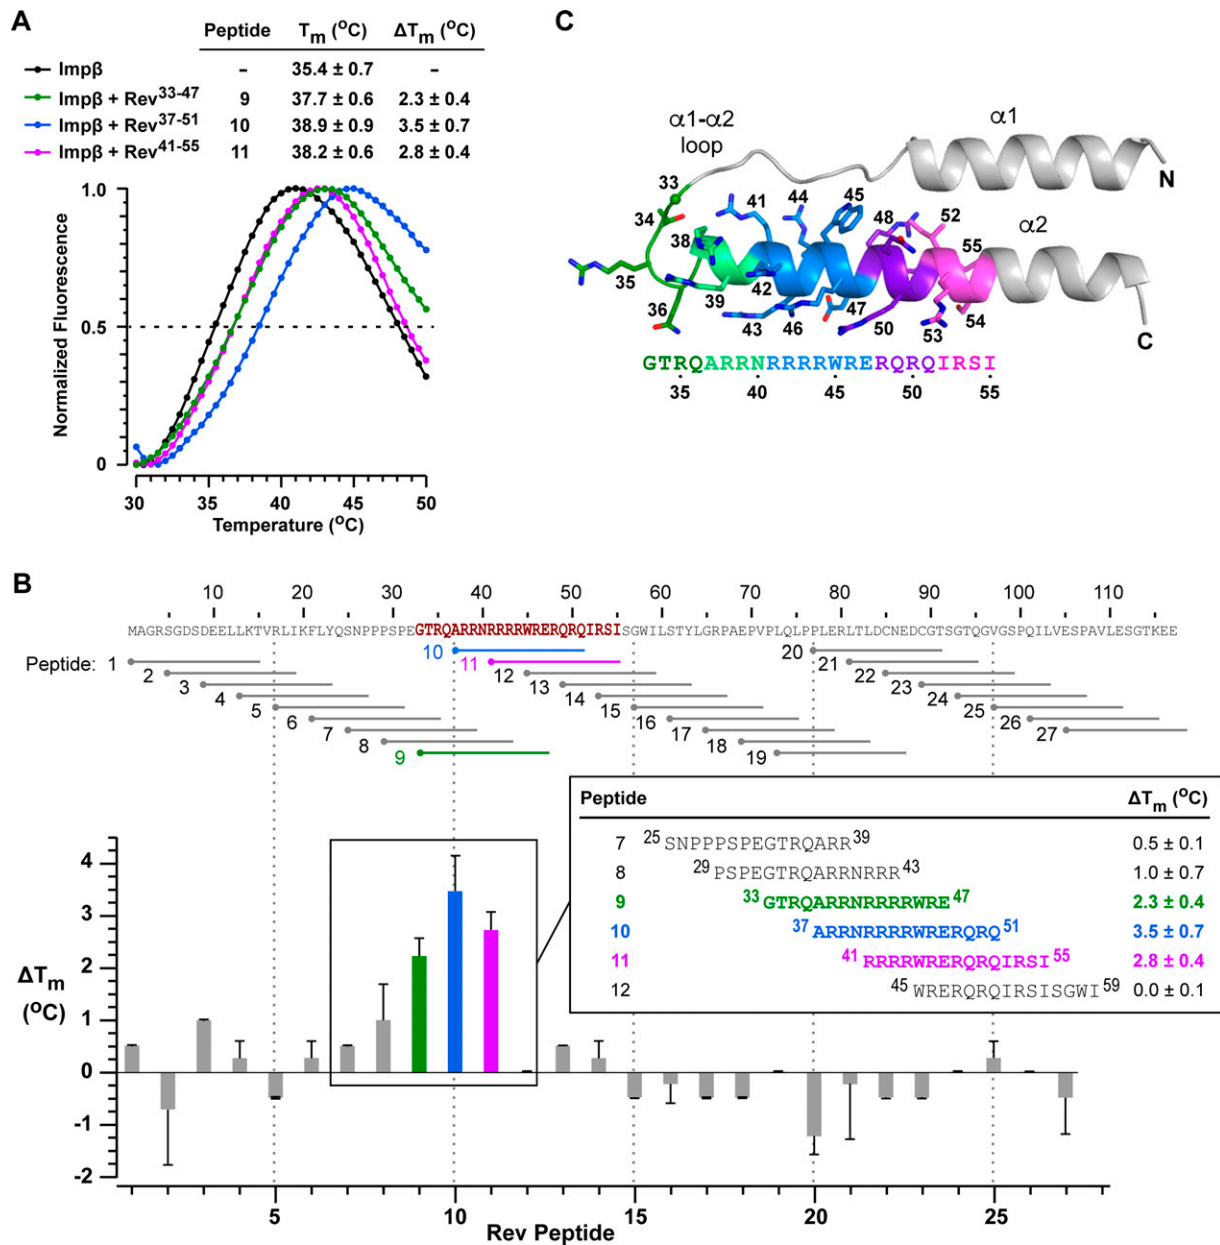 A
Peptide Tm (°C) ΔTm (°C)
Impβ – 35.4 ± 0.7 –
Impβ + Rev33-47 9 37.7 ± 0.6 2.3 ± 0.4
Impβ + Rev37-51 10 38.9 ± 0.9 3.5 ± 0.7
Impβ + Rev41-55 11 38.2 ± 0.6 2.8 ± 0.4
Normalized Fluorescence
1.0
0.5
0
30 35 40 45 50
Temperature (°C)
C
α1-α2
loop
α1
N
33
34
35
36
38
39
41
42
43
44
45
46
47
48
50
52
53
54
55
α2
C
GTRQARRNRRRRWRERQRQIRSI
35 40 45 50 55
B
10 20 30 40 50 60 70 80 90 100 110
MAGRSGDSDEELLKTVRLIKFLYQSNPPPSPEGTRQARRNRRRRWRERQRQIRSISGWILSTYLGRPAEPVPLQLPPLERLTLDCNEDCGTSGTQGVGSPQILVESPAVLESGTKEE
Peptide: 1
2
3
4
5
6
7
8
9
10
11
12
13
14
15
16
17
18
19
20
21
22
23
24
25
26
27
Peptide ΔTm (°C)
7 25SNPPPSPEGTRQARR39 0.5 ± 0.1
8 29PSPEGTRQARRNRRR43 1.0 ± 0.7
9 33GTRQARRNRRRRWRE47 2.3 ± 0.4
10 37ARRNRRRRWRERQRQ51 3.5 ± 0.7
11 41RRRRWRERQRQIRSI55 2.8 ± 0.4
12 45WRERQRQIRSISGWI59 0.0 ± 0.1
ΔTm
(°C)
4
3
2
1
0
-1
-2
5 10 15 20 25
Rev Peptide